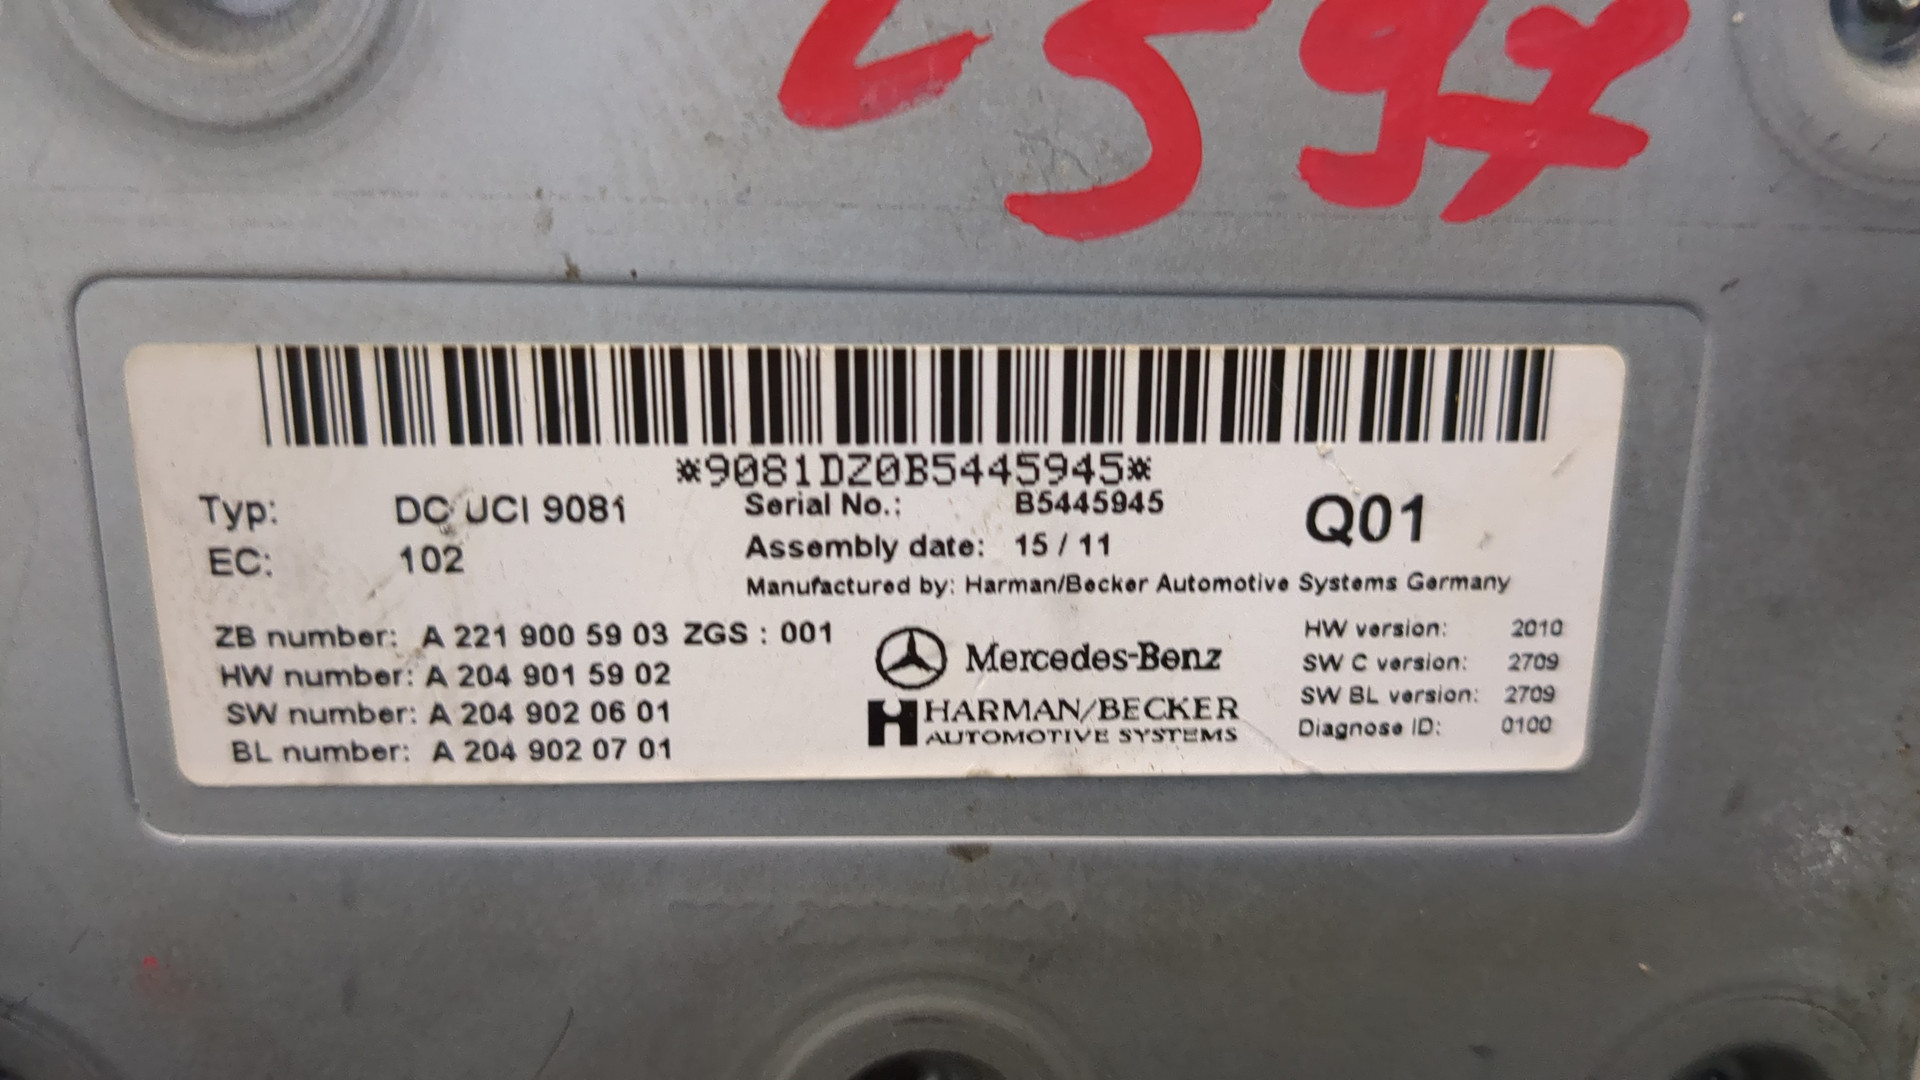 L597
*9081DZ0B5445945*
Typ: DC UCI 9081
Serial No.: B5445945
Q01
EC: 102
Assembly date: 15 / 11
Manufactured by: Harman/Becker Automotive Systems Germany
ZB number: A 221 900 59 03 ZGS : 001
HW number: A 204 901 59 02
SW number: A 204 902 06 01
BL number: A 204 902 07 01
Mercedes-Benz
HARMAN/BECKER
AUTOMOTIVE SYSTEMS
HW version: 2010
SW C version: 2709
SW BL version: 2709
Diagnose ID: 0100